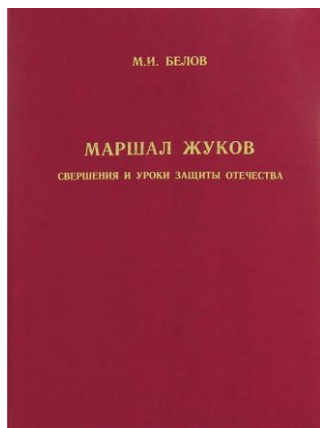 М.И. БЕЛОВ
МАРШАЛ ЖУКОВ
СВЕРШЕНИЯ И УРОКИ ЗАЩИТЫ ОТЕЧЕСТВА